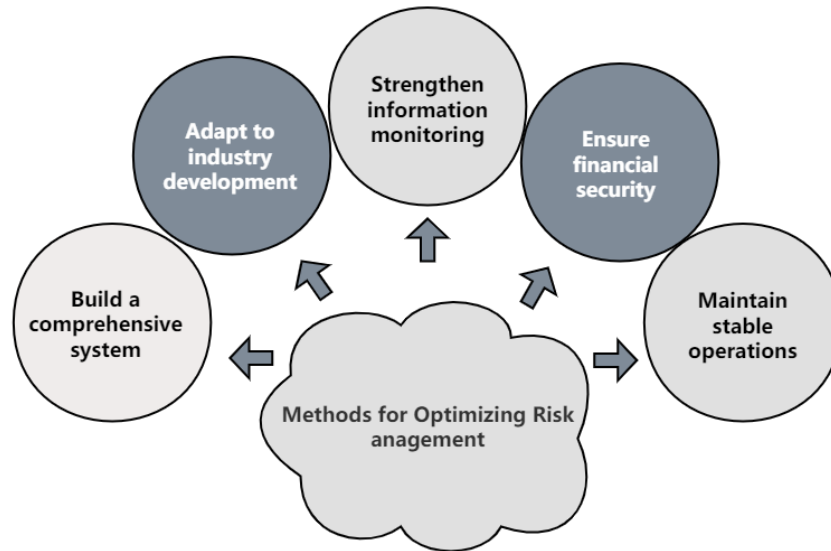 Strengthen
information
monitoring
Adapt to
industry
development
Ensure
financial
security
Build a
comprehensive
system
Maintain
stable
operations
Methods for Optimizing Risk
anagement